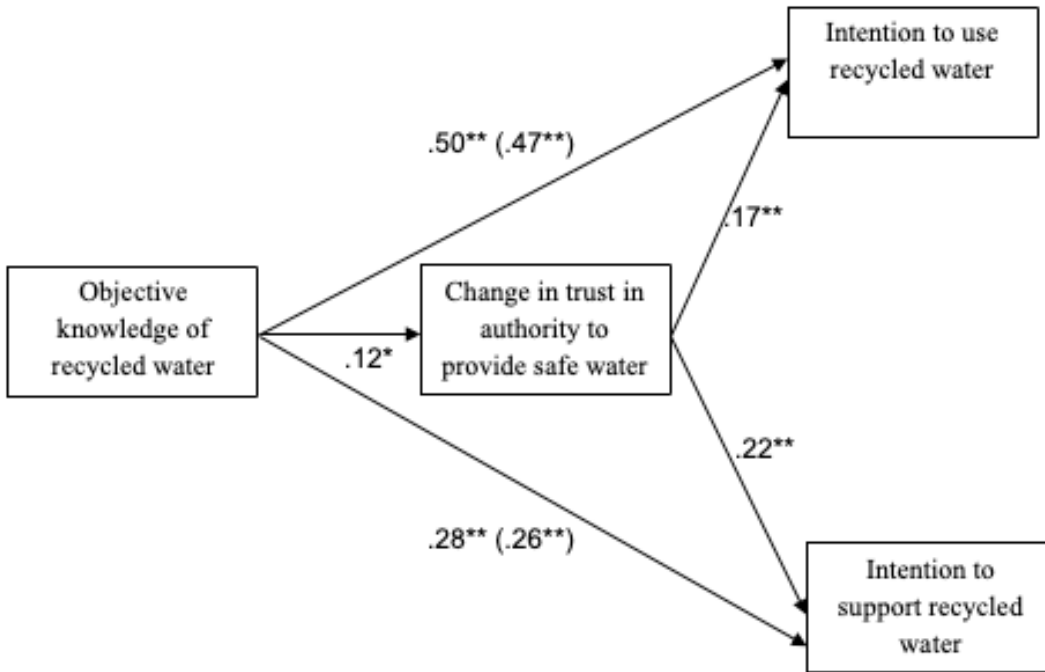 Intention to use
recycled water
.50** (.47**)
.17**
Objective
knowledge of
recycled water
.12*
Change in trust in
authority to
provide safe water
.22**
.28** (.26**)
Intention to
support recycled
water